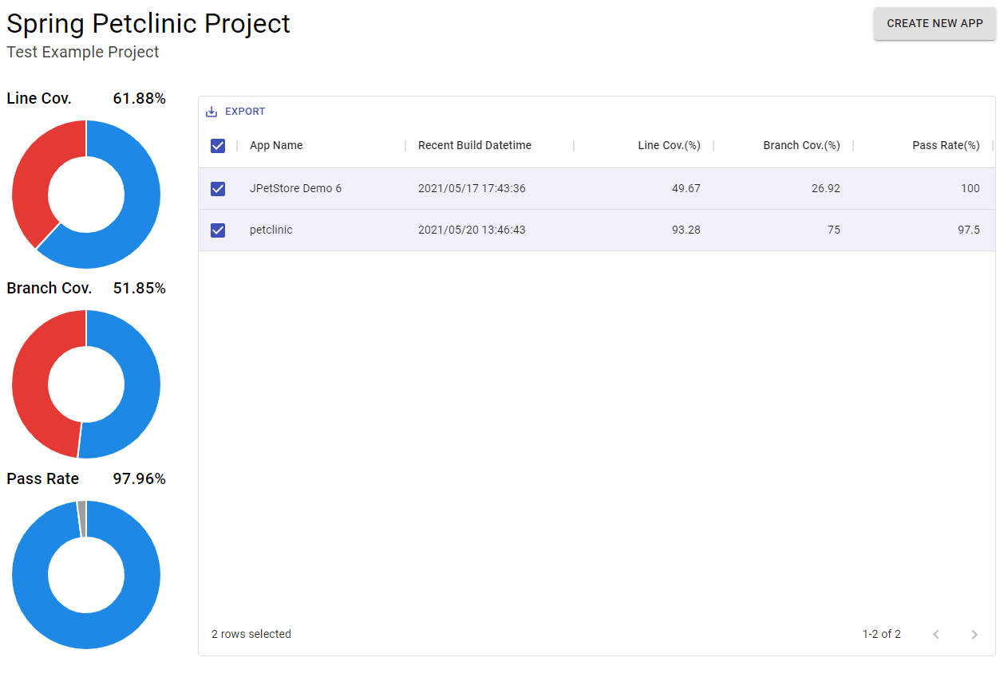 Spring Petclinic Project
CREATE NEW APP
Test Example Project
Line Cov. 61.88%
Branch Cov. 51.85%
Pass Rate 97.96%
EXPORT
App Name Recent Build Datetime Line Cov.(%) Branch Cov.(%) Pass Rate(%)
JPetStore Demo 6 2021/05/17 17:43:36 49.67 26.92 100
petclinic 2021/05/20 13:46:43 93.28 75 97.5
2 rows selected 1-2 of 2